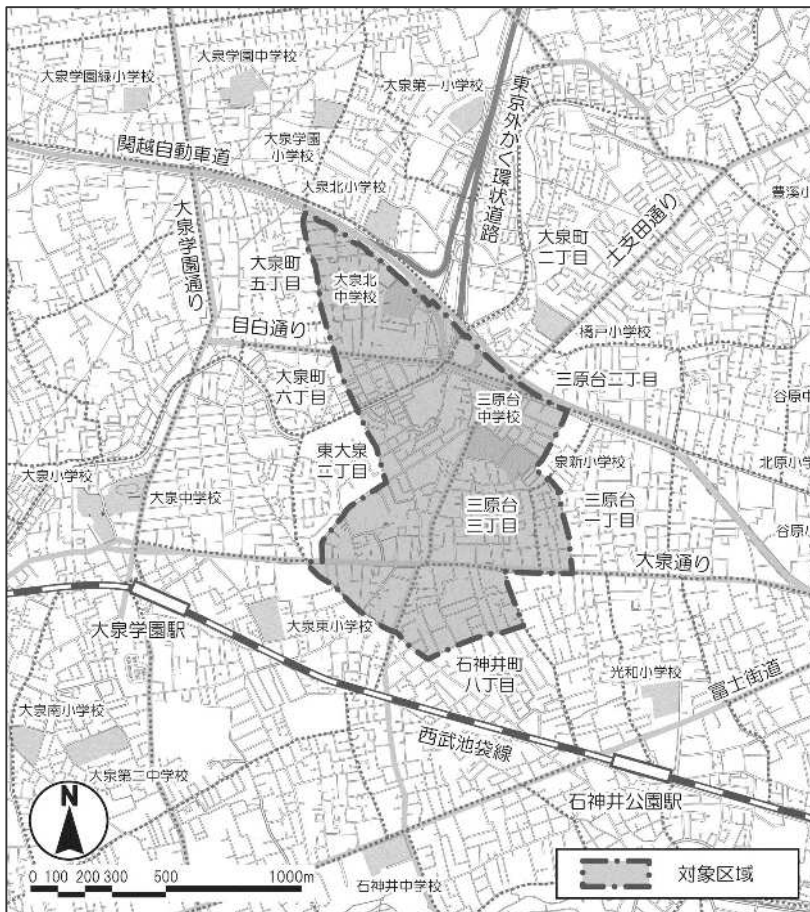 大泉学園緑小学校
大泉学園中学校
大泉第一小学校
大泉学園
小学校
関越自動車道
大泉北小学校
東京外かく環状道路
豊溪小
大泉学園通り
大泉町
五丁目
大泉北
中学校
大泉町
二丁目
土支田通り
目白通り
橋戸小学校
大泉町
六丁目
三原台二丁目
三原台
中学校
谷原中
東大泉
二丁目
泉新小学校
北原小学
大泉小学校
大泉中学校
三原台
三丁目
三原台
一丁目
谷原小
大泉通り
大泉学園駅
大泉東小学校
石神井町
八丁目
光和小学校
富士街道
大泉南小学校
西武池袋線
大泉第二中学校
石神井公園駅
N
0 100 200 300 500 1000m
石神井中学校
対象区域